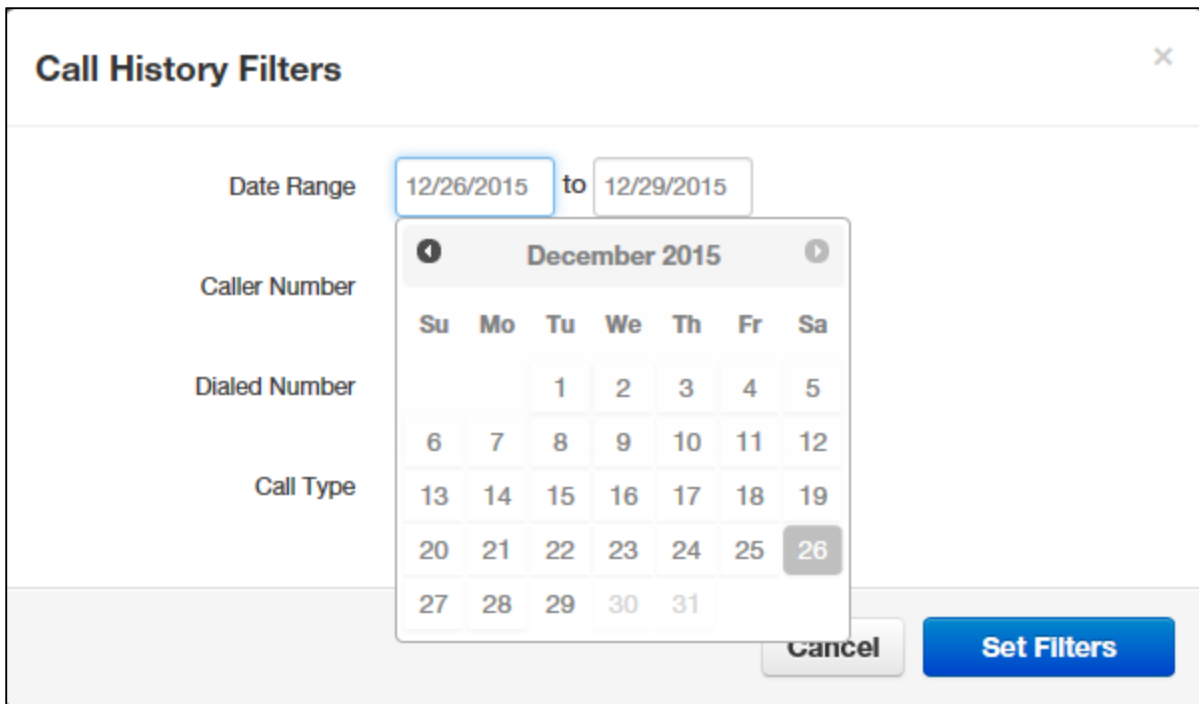 Call History Filters ×
Date Range 12/26/2015 to 12/29/2015
December 2015
Caller Number
Su Mo Tu We Th Fr Sa
Dialed Number
1 2 3 4 5
6 7 8 9 10 11 12
Call Type
13 14 15 16 17 18 19
20 21 22 23 24 25 26
27 28 29 30 31
Cancel Set Filters